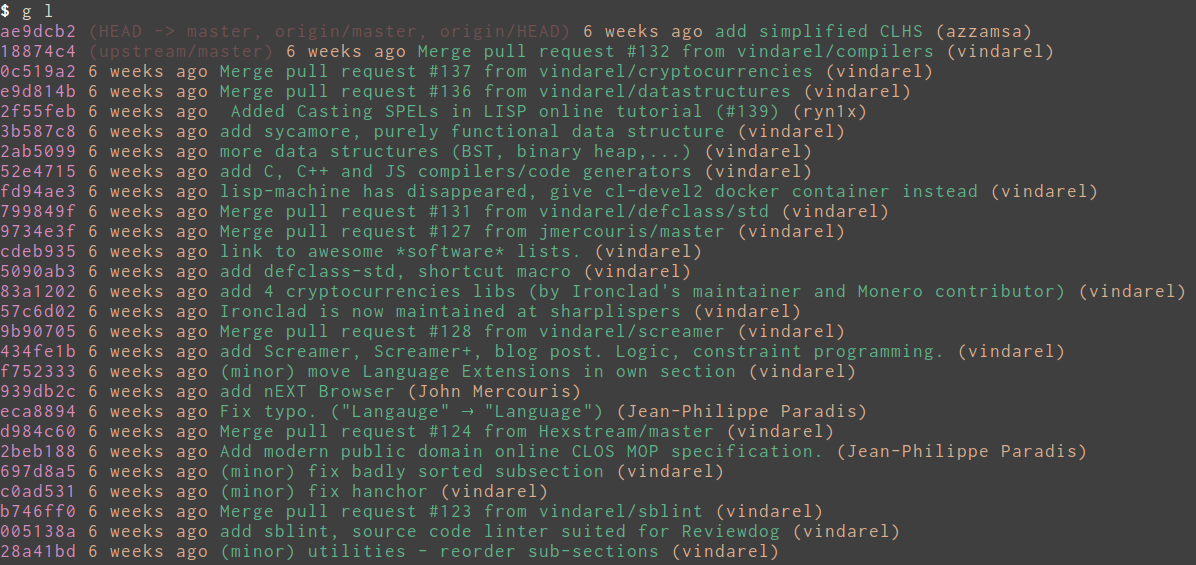 $ g l
ae9dcb2 (HEAD -> master, origin/master, origin/HEAD) 6 weeks ago add simplified CLHS (azzamsa)
18874c4 (upstream/master) 6 weeks ago Merge pull request #132 from vindarel/compilers (vindarel)
0c519a2 6 weeks ago Merge pull request #137 from vindarel/cryptocurrencies (vindarel)
e9d814b 6 weeks ago Merge pull request #136 from vindarel/datastructures (vindarel)
2f55feb 6 weeks ago  Added Casting SPELs in LISP online tutorial (#139) (ryn1x)
3b587c8 6 weeks ago add sycamore, purely functional data structure (vindarel)
2ab5099 6 weeks ago more data structures (BST, binary heap,...) (vindarel)
52e4715 6 weeks ago add C, C++ and JS compilers/code generators (vindarel)
fd94ae3 6 weeks ago lisp-machine has disappeared, give cl-devel2 docker container instead (vindarel)
799849f 6 weeks ago Merge pull request #131 from vindarel/defclass/std (vindarel)
9734e3f 6 weeks ago Merge pull request #127 from jmercouris/master (vindarel)
cdeb935 6 weeks ago link to awesome *software* lists. (vindarel)
5090ab3 6 weeks ago add defclass-std, shortcut macro (vindarel)
83a1202 6 weeks ago add 4 cryptocurrencies libs (by Ironclad's maintainer and Monero contributor) (vindarel)
57c6d02 6 weeks ago Ironclad is now maintained at sharplispers (vindarel)
9b90705 6 weeks ago Merge pull request #128 from vindarel/screamer (vindarel)
434fe1b 6 weeks ago add Screamer, Screamer+, blog post. Logic, constraint programming. (vindarel)
f752333 6 weeks ago (minor) move Language Extensions in own section (vindarel)
939db2c 6 weeks ago add nEXT Browser (John Mercouris)
eca8894 6 weeks ago Fix typo. ("Langauge" → "Language") (Jean-Philippe Paradis)
d984c60 6 weeks ago Merge pull request #124 from Hexstream/master (vindarel)
2beb188 6 weeks ago Add modern public domain online CLOS MOP specification. (Jean-Philippe Paradis)
697d8a5 6 weeks ago (minor) fix badly sorted subsection (vindarel)
c0ad531 6 weeks ago (minor) fix hanchor (vindarel)
b746ff0 6 weeks ago Merge pull request #123 from vindarel/sblint (vindarel)
005138a 6 weeks ago add sblint, source code linter suited for Reviewdog (vindarel)
28a41bd 6 weeks ago (minor) utilities - reorder sub-sections (vindarel)